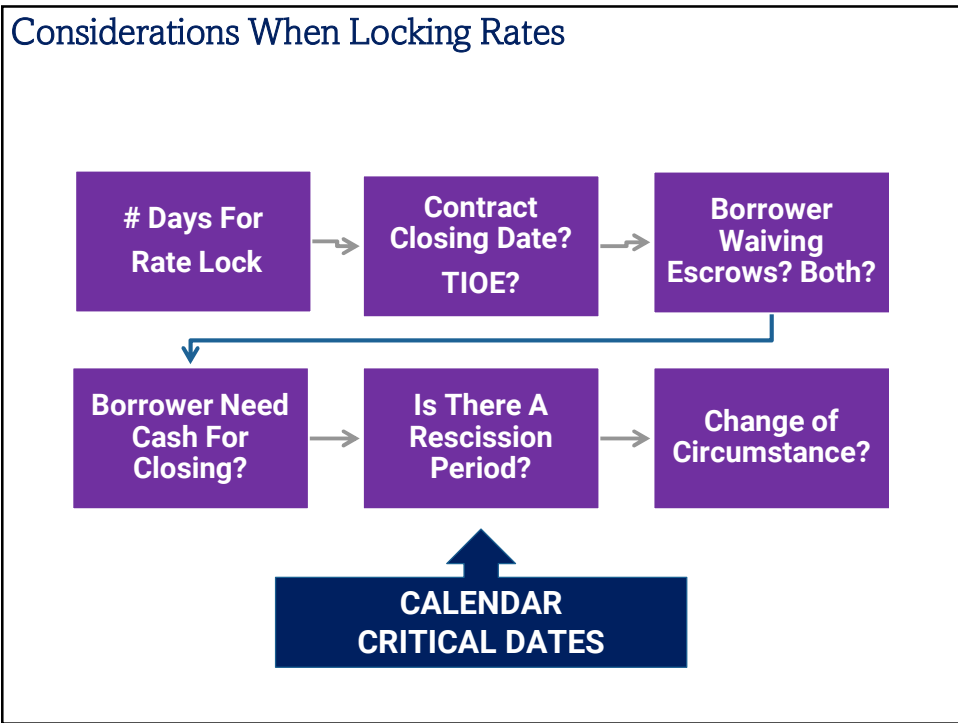 Considerations When Locking Rates
# Days For
Rate Lock
Contract
Closing Date?
TIOE?
Borrower
Waiving
Escrows? Both?
Borrower Need
Cash For
Closing?
Is There A
Rescission
Period?
Change of
Circumstance?
CALENDAR
CRITICAL DATES